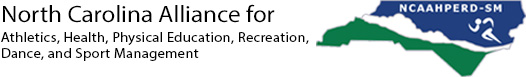 North Carolina Alliance for
Athletics, Health, Physical Education, Recreation,
Dance, and Sport Management
NCAAHPERD-SM